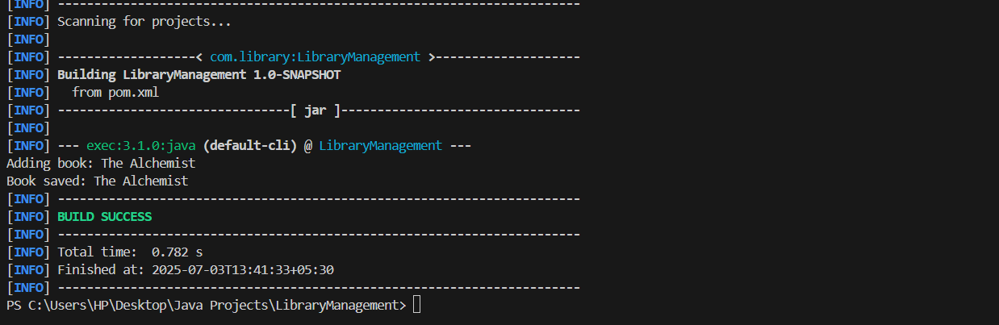 [INFO] ------------------------------------------------------------------------
[INFO] Scanning for projects...
[INFO]
[INFO] -------------------< com.library:LibraryManagement >--------------------
[INFO] Building LibraryManagement 1.0-SNAPSHOT
[INFO]   from pom.xml
[INFO] --------------------------------[ jar ]---------------------------------
[INFO]
[INFO] --- exec:3.1.0:java (default-cli) @ LibraryManagement ---
Adding book: The Alchemist
Book saved: The Alchemist
[INFO] ------------------------------------------------------------------------
[INFO] BUILD SUCCESS
[INFO] ------------------------------------------------------------------------
[INFO] Total time:  0.782 s
[INFO] Finished at: 2025-07-03T13:41:33+05:30
[INFO] ------------------------------------------------------------------------
PS C:\Users\HP\Desktop\Java Projects\LibraryManagement>